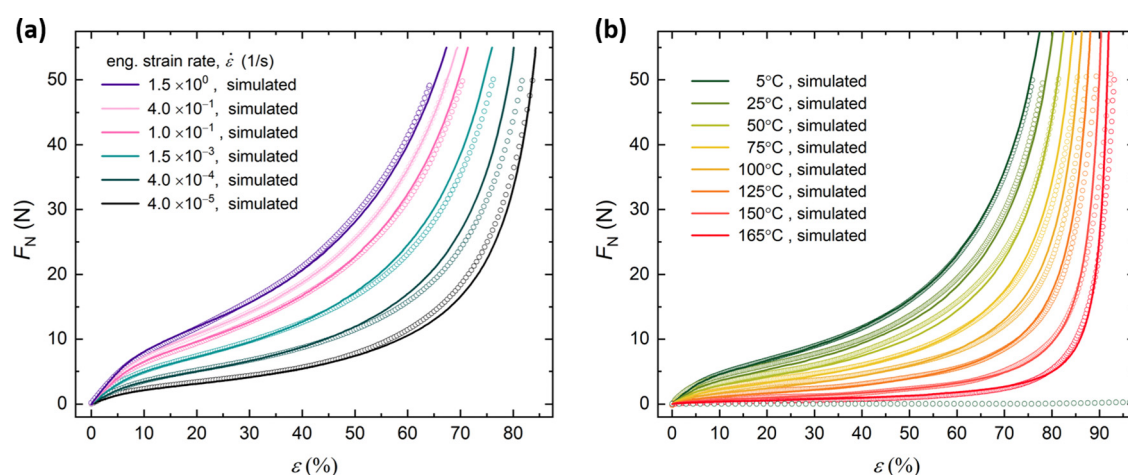 (a)
eng. strain rate, ε̇ (1/s)
1.5 ×10⁰ , simulated
4.0 ×10⁻¹ , simulated
1.0 ×10⁻¹ , simulated
1.5 ×10⁻³, simulated
4.0 ×10⁻⁴, simulated
4.0 ×10⁻⁵, simulated
F_N (N)
50
40
30
20
10
0
0 10 20 30 40 50 60 70 80
ε (%)
(b)
5°C , simulated
25°C , simulated
50°C , simulated
75°C , simulated
100°C , simulated
125°C , simulated
150°C , simulated
165°C , simulated
F_N (N)
50
40
30
20
10
0
0 10 20 30 40 50 60 70 80 90
ε (%)